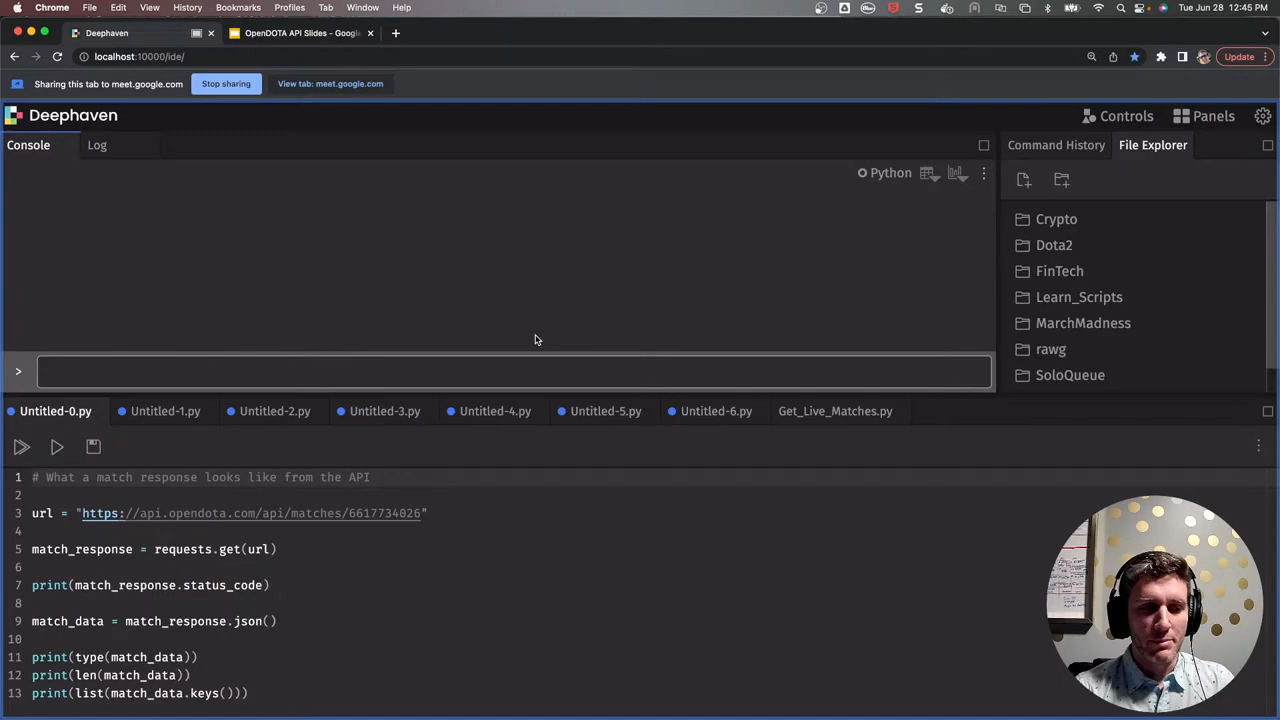 Chrome File Edit View History Bookmarks Profiles Tab Window Help Tue Jun 28 12:45 PM
Deephaven OpenDOTA API Slides - Google
localhost:10000/ide/ Update
Sharing this tab to meet.google.com Stop sharing View tab: meet.google.com
Deephaven Controls Panels
Console Log Command History File Explorer
Python
Crypto
Dota2
FinTech
Learn_Scripts
MarchMadness
rawg
SoloQueue
>
Untitled-0.py Untitled-1.py Untitled-2.py Untitled-3.py Untitled-4.py Untitled-5.py Untitled-6.py Get_Live_Matches.py
1 # What a match response looks like from the API
2
3 url = "https://api.opendota.com/api/matches/6617734026"
4
5 match_response = requests.get(url)
6
7 print(match_response.status_code)
8
9 match_data = match_response.json()
10
11 print(type(match_data))
12 print(len(match_data))
13 print(list(match_data.keys()))